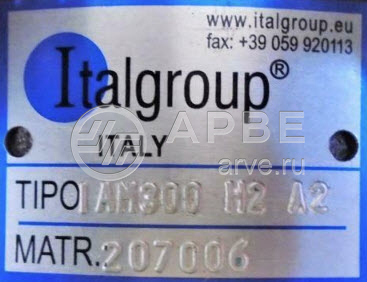 www.italgroup.eu
fax: +39 059 920113
Italgroup®
ITALY
АРВЕ
arve.ru
TIPO IAM300 H2 A2
MATR.: 207006